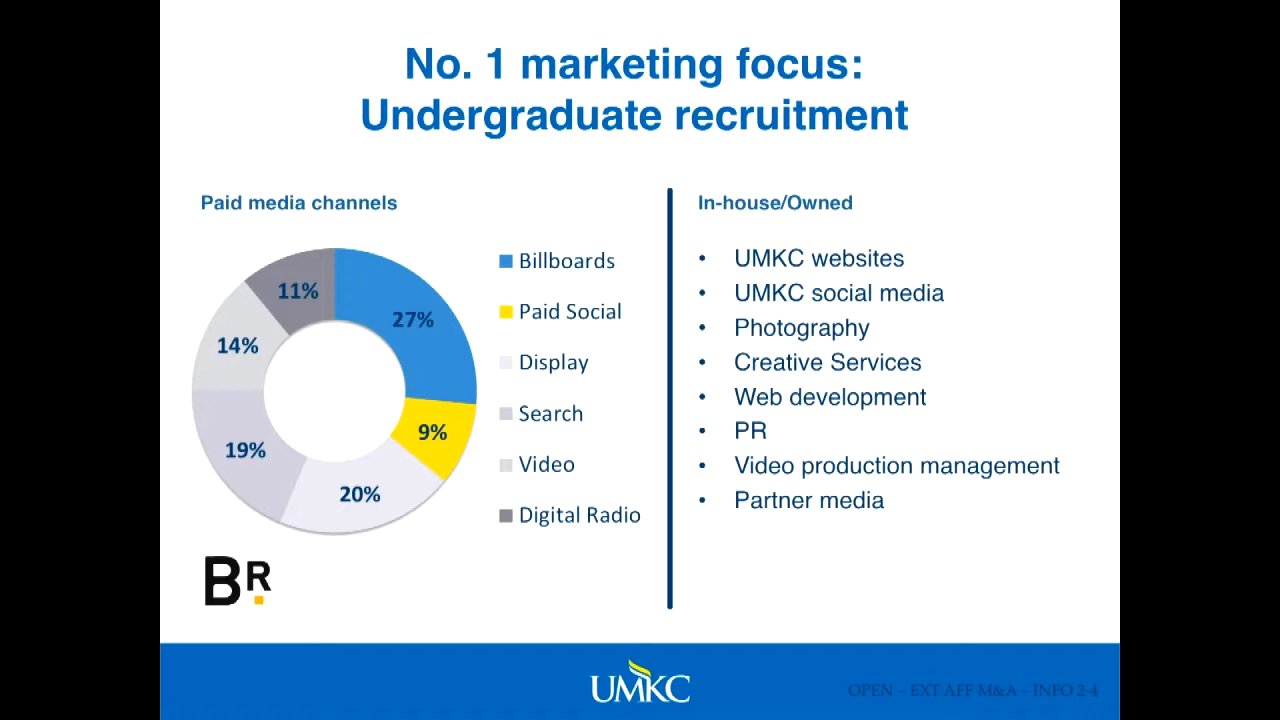 No. 1 marketing focus:
Undergraduate recruitment
Paid media channels
11%
27%
14%
9%
19%
20%
Billboards
Paid Social
Display
Search
Video
Digital Radio
BR
In-house/Owned
• UMKC websites
• UMKC social media
• Photography
• Creative Services
• Web development
• PR
• Video production management
• Partner media
UMKC
OPEN – EXT AFF M&A – INFO 2-4